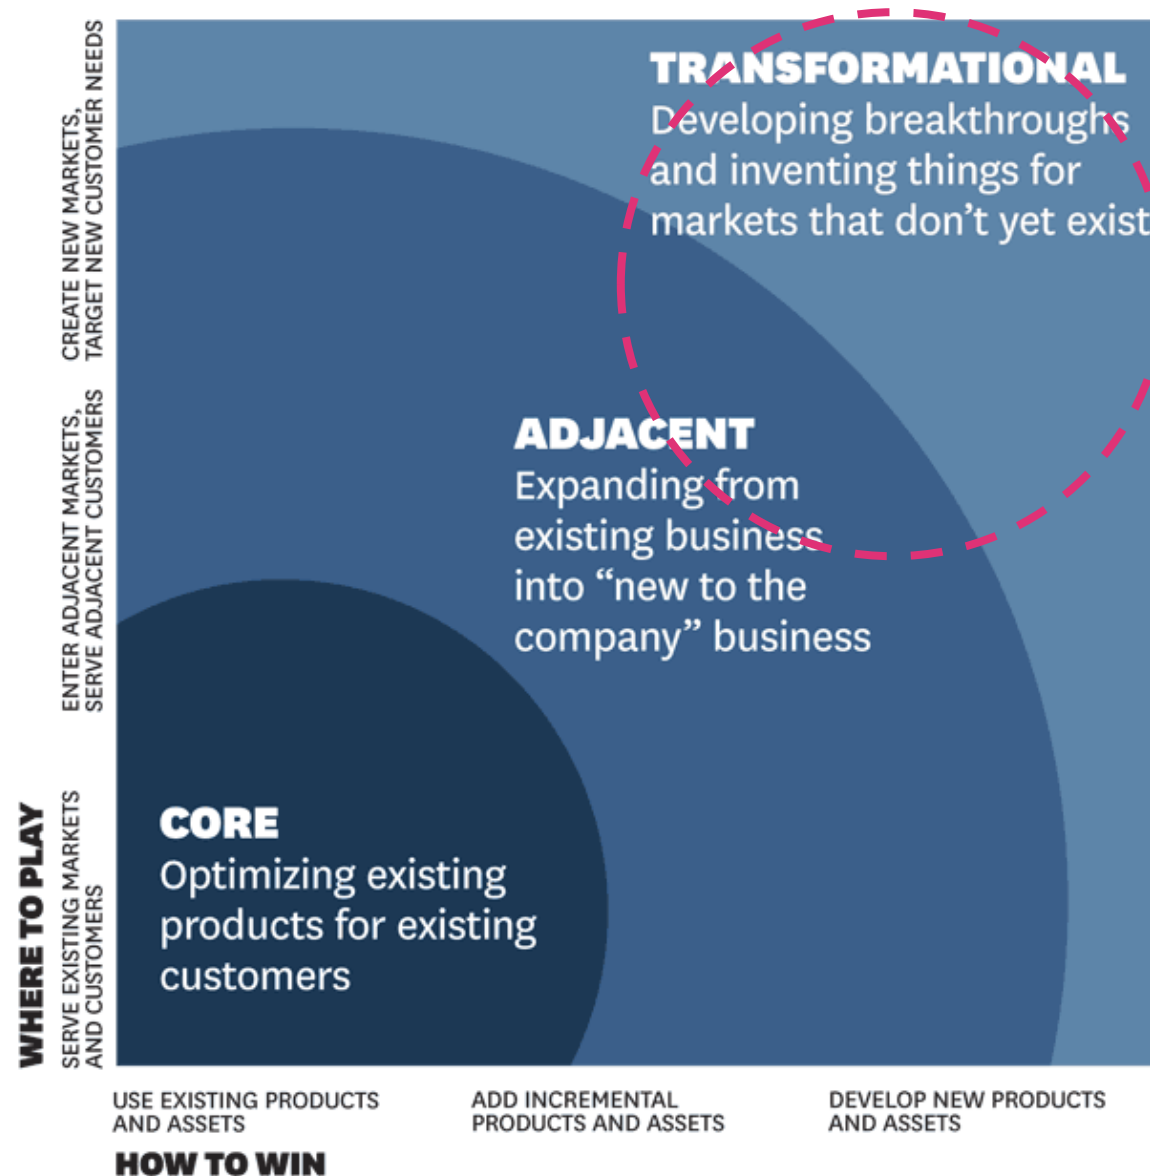 TRANSFORMATIONAL
Developing breakthroughs
and inventing things for
markets that don’t yet exist
ADJACENT
Expanding from
existing business
into “new to the
company” business
CORE
Optimizing existing
products for existing
customers
WHERE TO PLAY
CREATE NEW MARKETS,
TARGET NEW CUSTOMER NEEDS
ENTER ADJACENT MARKETS,
SERVE ADJACENT CUSTOMERS
SERVE EXISTING MARKETS
AND CUSTOMERS
USE EXISTING PRODUCTS
AND ASSETS
ADD INCREMENTAL
PRODUCTS AND ASSETS
DEVELOP NEW PRODUCTS
AND ASSETS
HOW TO WIN